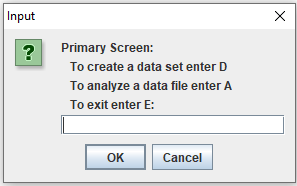 Input
Primary Screen:
To create a data set enter D
To analyze a data file enter A
To exit enter E:
OK
Cancel